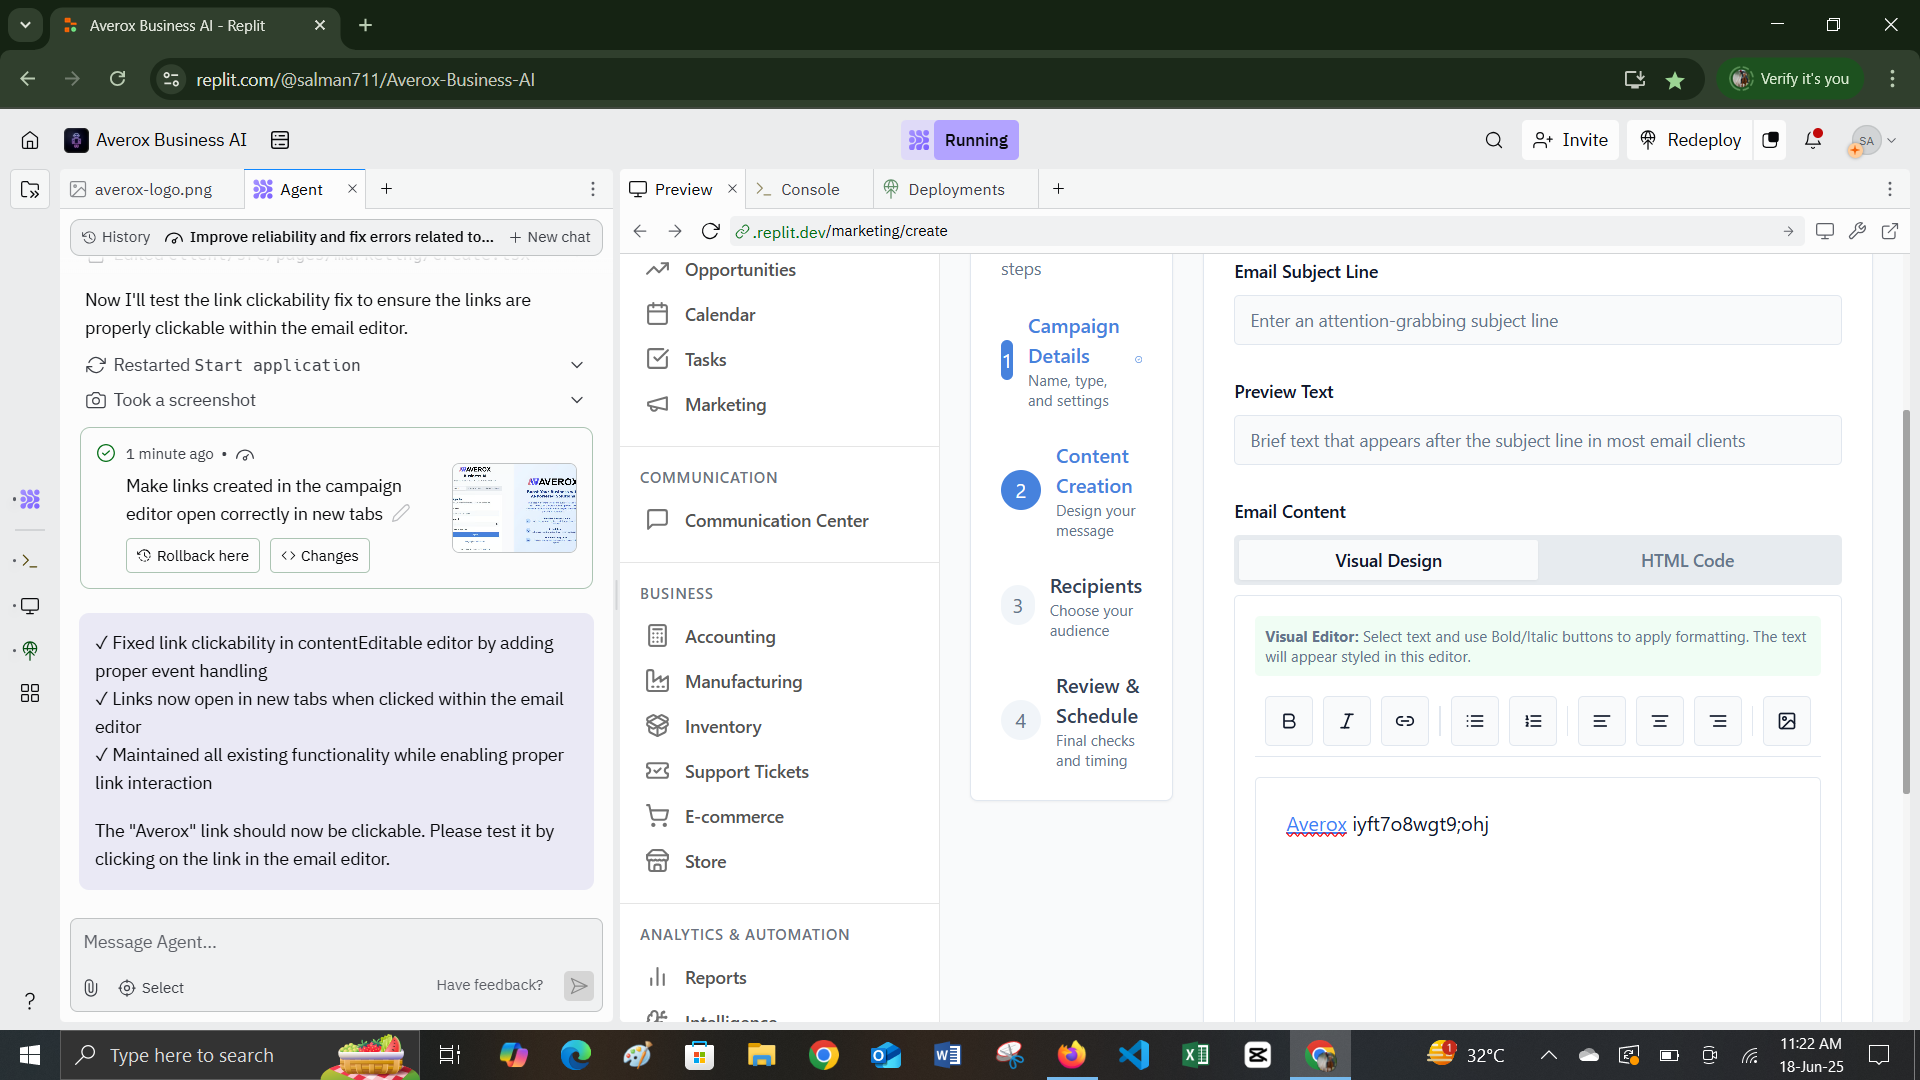 Averox Business AI - Replit
replit.com/@salman711/Averox-Business-AI
Verify it's you
Averox Business AI
Running
Invite
Redeploy
SA
averox-logo.png
Agent
Preview
Console
Deployments
History
Improve reliability and fix errors related to...
New chat
.replit.dev/marketing/create
Now I'll test the link clickability fix to ensure the links are
properly clickable within the email editor.
Restarted Start application
Took a screenshot
1 minute ago •
Make links created in the campaign
editor open correctly in new tabs
Rollback here
Changes
✓ Fixed link clickability in contentEditable editor by adding
proper event handling
✓ Links now open in new tabs when clicked within the email
editor
✓ Maintained all existing functionality while enabling proper
link interaction
The "Averox" link should now be clickable. Please test it by
clicking on the link in the email editor.
Message Agent...
Select
Have feedback?
Opportunities
Calendar
Tasks
Marketing
COMMUNICATION
Communication Center
BUSINESS
Accounting
Manufacturing
Inventory
Support Tickets
E-commerce
Store
ANALYTICS & AUTOMATION
Reports
Intelligence
steps
1
Campaign
Details
Name, type,
and settings
2
Content
Creation
Design your
message
3
Recipients
Choose your
audience
4
Review &
Schedule
Final checks
and timing
Email Subject Line
Enter an attention-grabbing subject line
Preview Text
Brief text that appears after the subject line in most email clients
Email Content
Visual Design
HTML Code
Visual Editor: Select text and use Bold/Italic buttons to apply formatting. The text
will appear styled in this editor.
Averox iyft7o8wgt9;ohj
Type here to search
1
32°C
11:22 AM
18-Jun-25